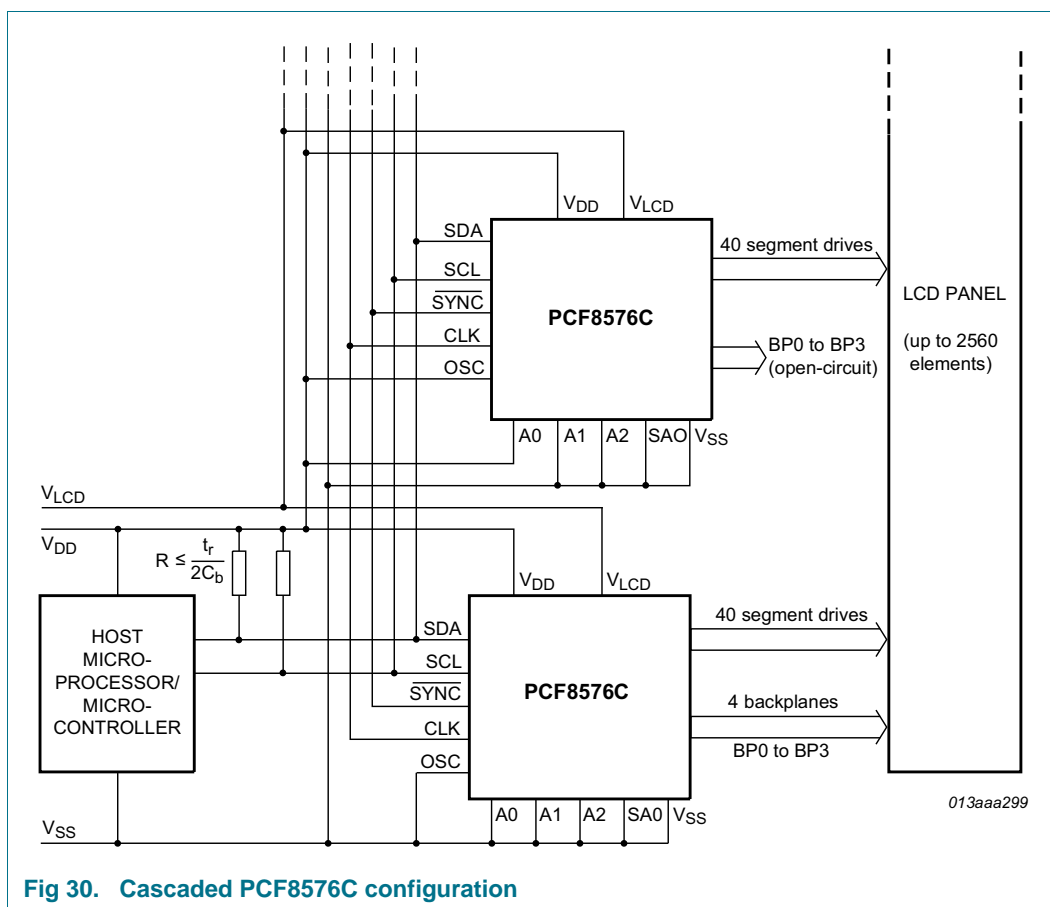 VDD VLCD
SDA
SCL
SYNC
CLK
OSC
PCF8576C
40 segment drives
BP0 to BP3
(open-circuit)
LCD PANEL
(up to 2560
elements)
A0 A1 A2 SAO VSS
VLCD
VDD
R ≤ tr
2Cb
VDD VLCD
HOST
MICRO-
PROCESSOR/
MICRO-
CONTROLLER
SDA
SCL
SYNC
CLK
OSC
PCF8576C
40 segment drives
4 backplanes
BP0 to BP3
A0 A1 A2 SA0 VSS
VSS
013aaa299
Fig 30. Cascaded PCF8576C configuration